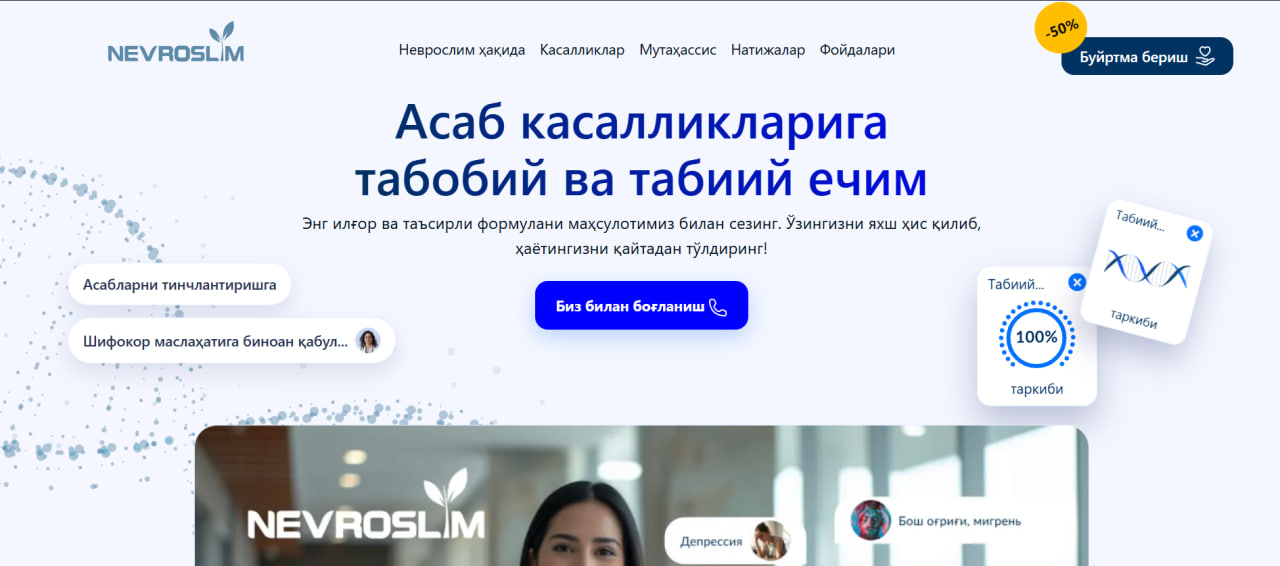 NEVROSLIM
Неврослим ҳақида Касалликлар Мутаҳассис Натижалар Фойдалари
-50%
Буйртма бериш
Асаб касалликларига
табобий ва табиий ечим
Энг илғор ва таъсирли формулани маҳсулотимиз билан сезинг. Ўзингизни яхш ҳис қилиб,
ҳаётингизни қайтадан тўлдиринг!
Биз билан боғланиш
Асабларни тинчлантиришга
Шифокор маслаҳатига биноан қабул...
Табиий...
таркиби
Табиий...
100%
таркиби
NEVROSLIM
Депрессия
Бош оғриғи, мигрень